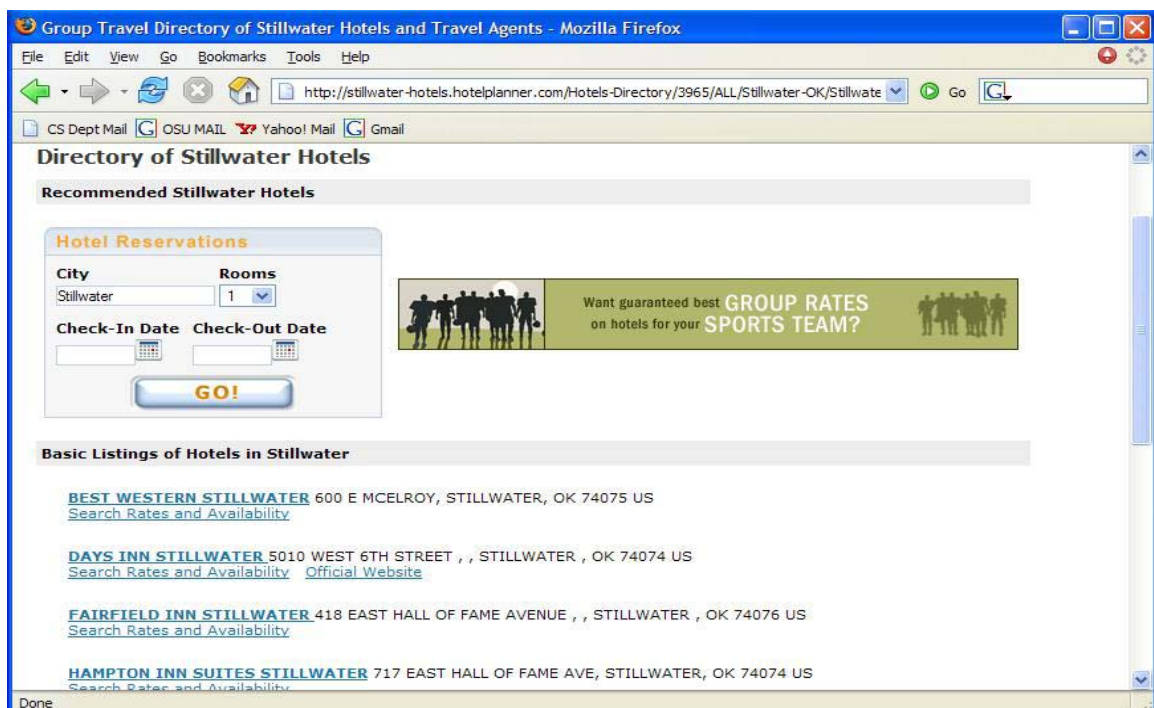 Group Travel Directory of Stillwater Hotels and Travel Agents - Mozilla Firefox
File Edit View Go Bookmarks Tools Help
http://stillwater-hotels.hotelplanner.com/Hotels-Directory/3965/ALL/Stillwater-OK/Stillwate Go G
CS Dept Mail G OSU MAIL Y! Yahoo! Mail G Gmail
Directory of Stillwater Hotels
Recommended Stillwater Hotels
Hotel Reservations
City Rooms
Stillwater 1
Check-In Date Check-Out Date
GO!
Want guaranteed best GROUP RATES
on hotels for your SPORTS TEAM?
Basic Listings of Hotels in Stillwater
BEST WESTERN STILLWATER 600 E MCELROY, STILLWATER, OK 74075 US
Search Rates and Availability
DAYS INN STILLWATER 5010 WEST 6TH STREET , , STILLWATER , OK 74074 US
Search Rates and Availability Official Website
FAIRFIELD INN STILLWATER 418 EAST HALL OF FAME AVENUE , , STILLWATER , OK 74076 US
Search Rates and Availability
HAMPTON INN SUITES STILLWATER 717 EAST HALL OF FAME AVE, STILLWATER, OK 74074 US
Search Rates and Availability
Done